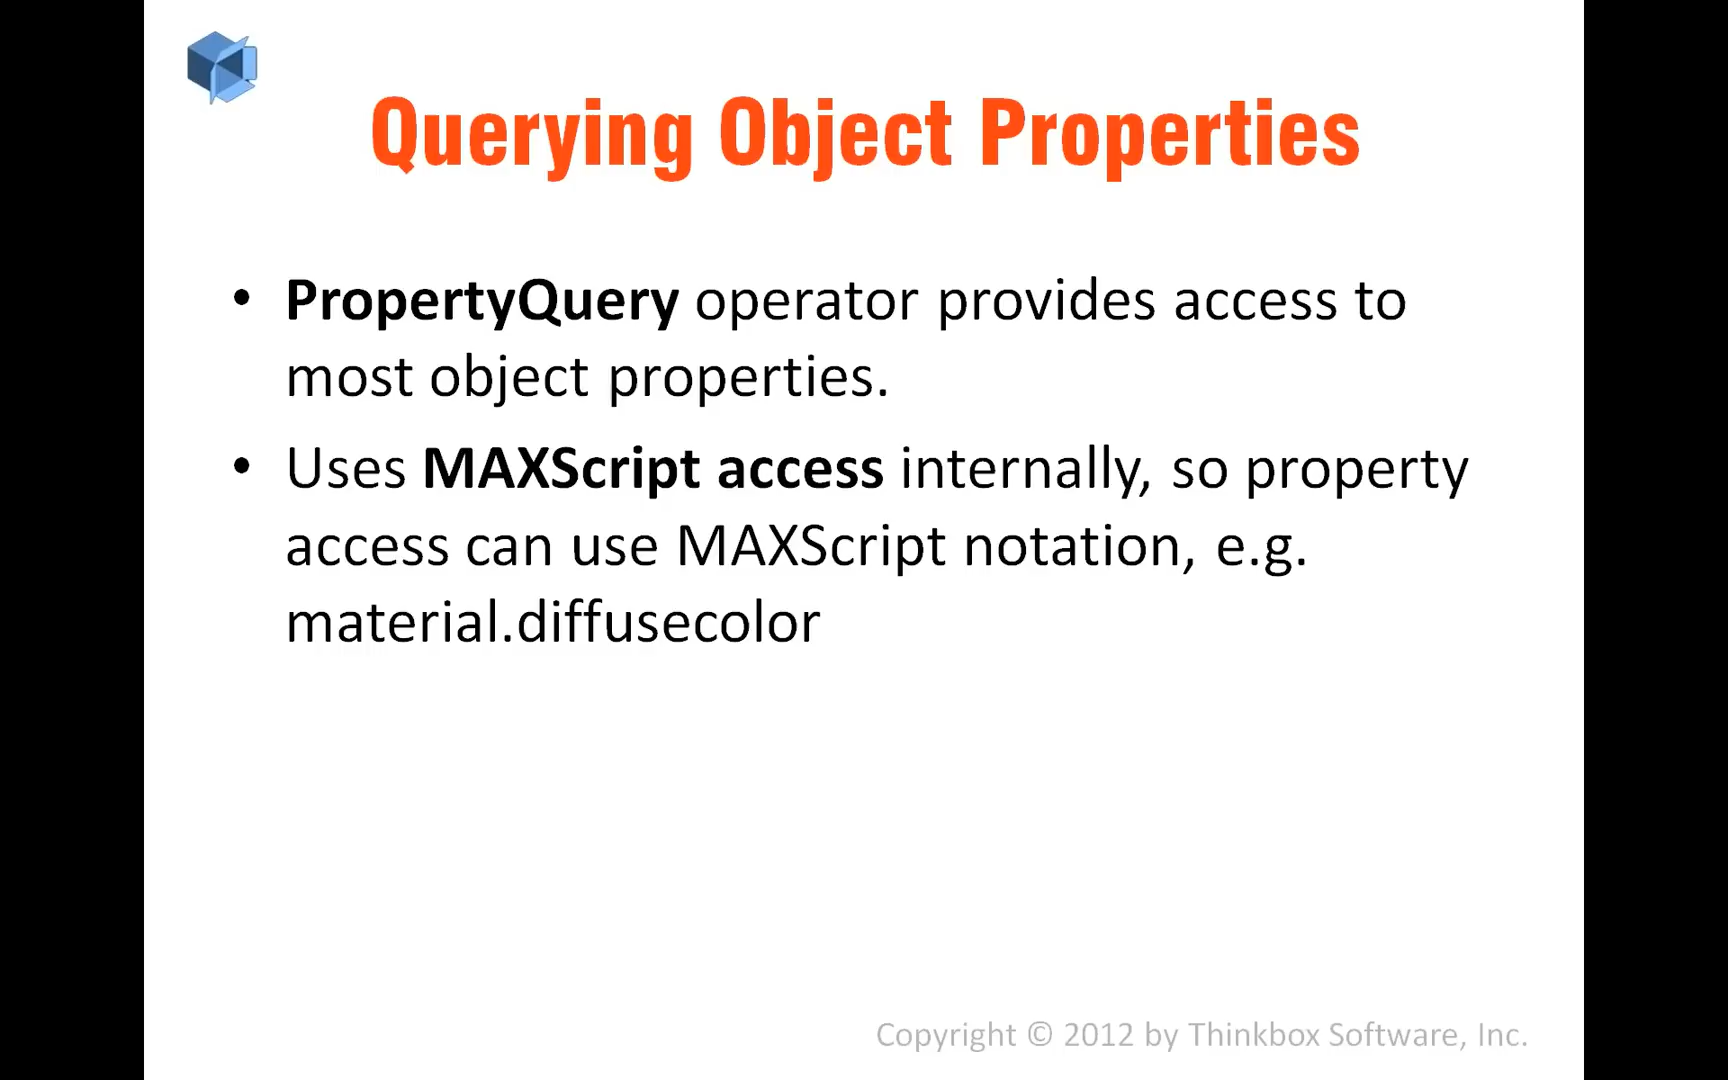 Querying Object Properties
• PropertyQuery operator provides access to
most object properties.
• Uses MAXScript access internally, so property
access can use MAXScript notation, e.g.
material.diffusecolor
Copyright © 2012 by Thinkbox Software, Inc.